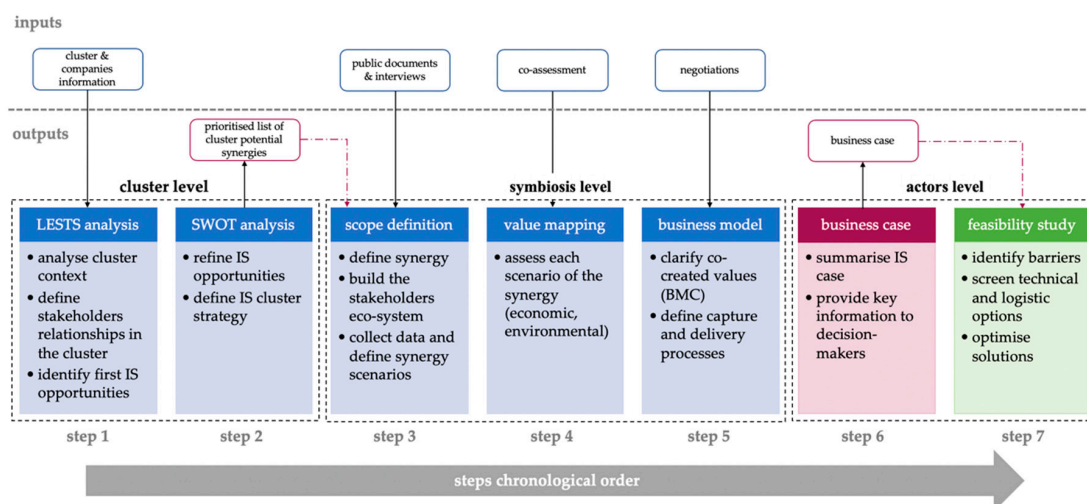 inputs
cluster &
companies
information
public documents
& interviews
co-assessment
negotiations
outputs
prioritised list of
cluster potential
synergies
business case
cluster level
symbiosis level
actors level
LESTS analysis
• analyse cluster
context
• define
stakeholders
relationships in
the cluster
• identify first IS
opportunities
SWOT analysis
• refine IS
opportunities
• define IS cluster
strategy
scope definition
• define synergy
• build the
stakeholders
eco-system
• collect data and
define synergy
scenarios
value mapping
• assess each
scenario of the
synergy
(economic,
environmental)
business model
• clarify co-
created values
(BMC)
• define capture
and delivery
processes
business case
• summarise IS
case
• provide key
information to
decision-
makers
feasibility study
• identify barriers
• screen technical
and logistic
options
• optimise
solutions
step 1
step 2
step 3
step 4
step 5
step 6
step 7
steps chronological order